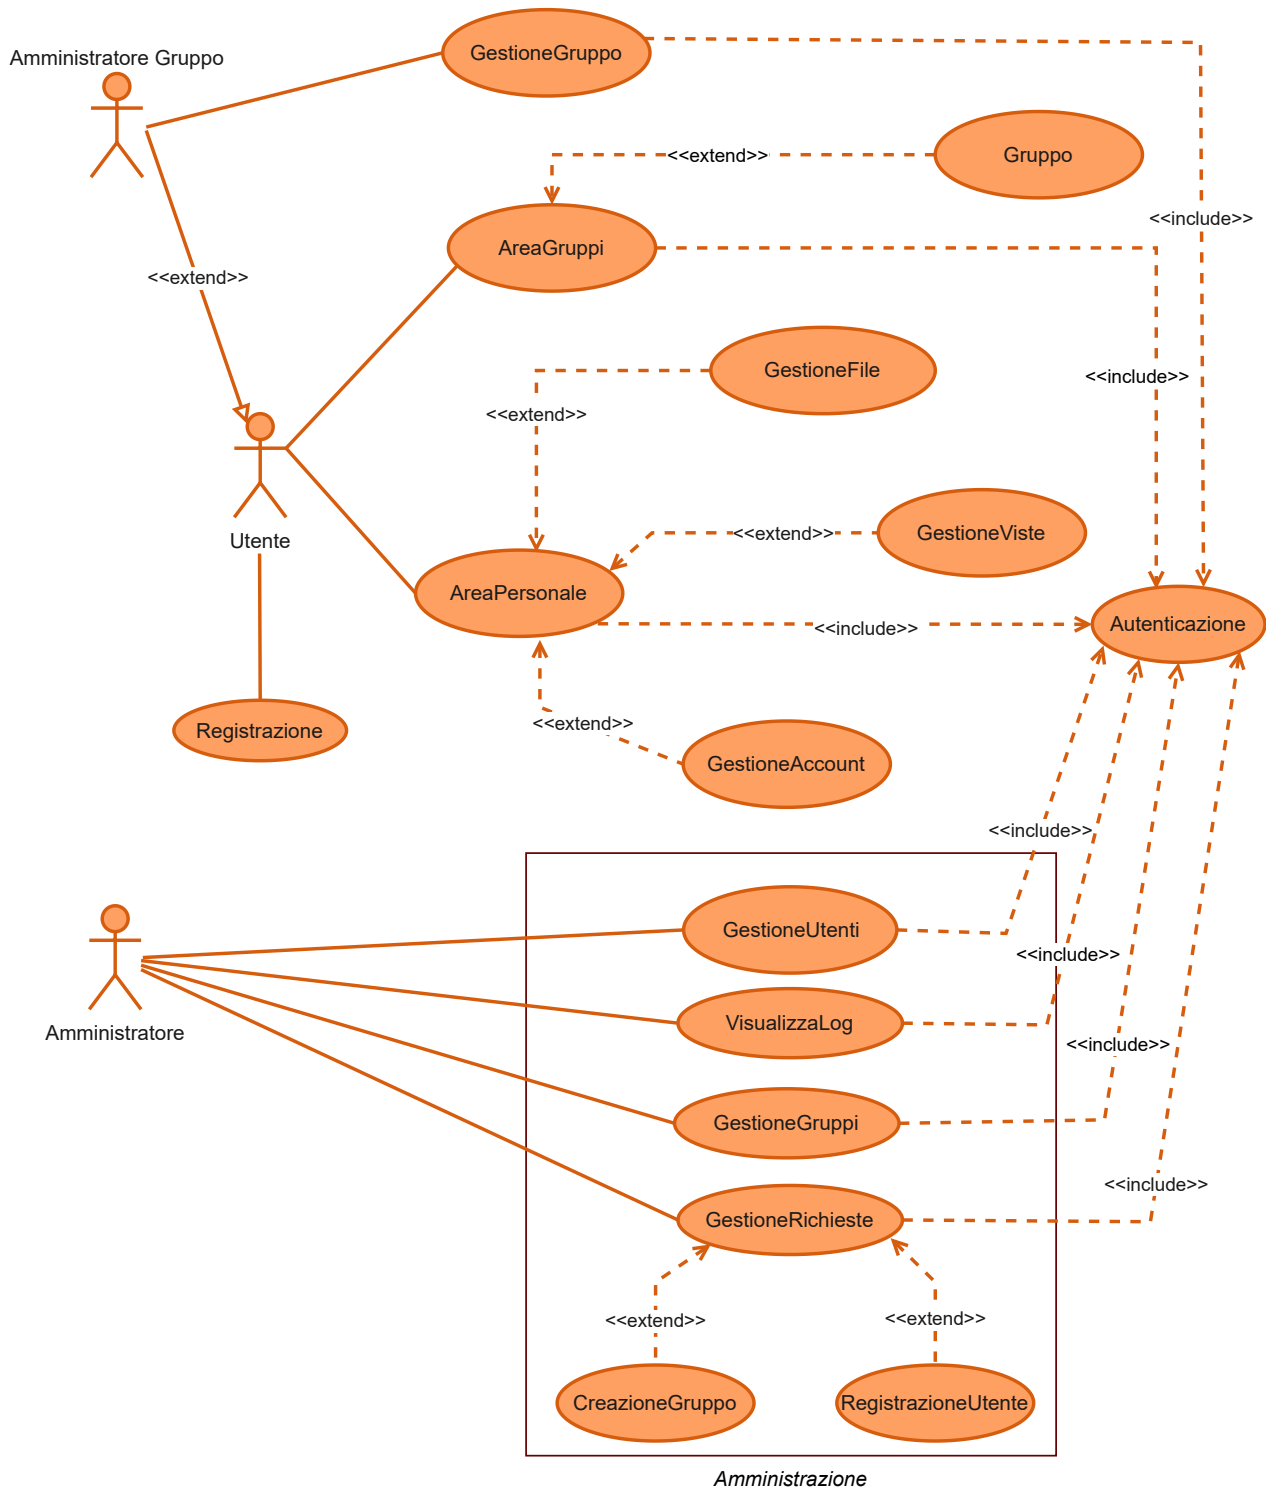 GestioneGruppo
Amministratore Gruppo
Gruppo
<<extend>>
<<include>>
AreaGruppi
<<extend>>
GestioneFile
<<include>>
<<extend>>
Utente
GestioneViste
<<extend>>
AreaPersonale
Autenticazione
<<include>>
Registrazione
<<extend>>
GestioneAccount
<<include>>
GestioneUtenti
<<include>>
VisualizzaLog
Amministratore
<<include>>
GestioneGruppi
<<include>>
GestioneRichieste
<<extend>>
<<extend>>
CreazioneGruppo
RegistrazioneUtente
Amministrazione